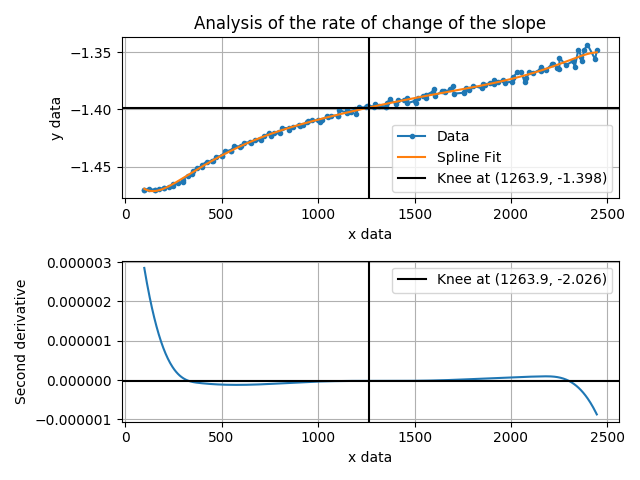 Analysis of the rate of change of the slope
−1.35
−1.40
−1.45
y data
Data
Spline Fit
Knee at (1263.9, -1.398)
0
500
1000
1500
2000
2500
x data
0.000003
0.000002
0.000001
0.000000
−0.000001
Second derivative
Knee at (1263.9, -2.026)
0
500
1000
1500
2000
2500
x data